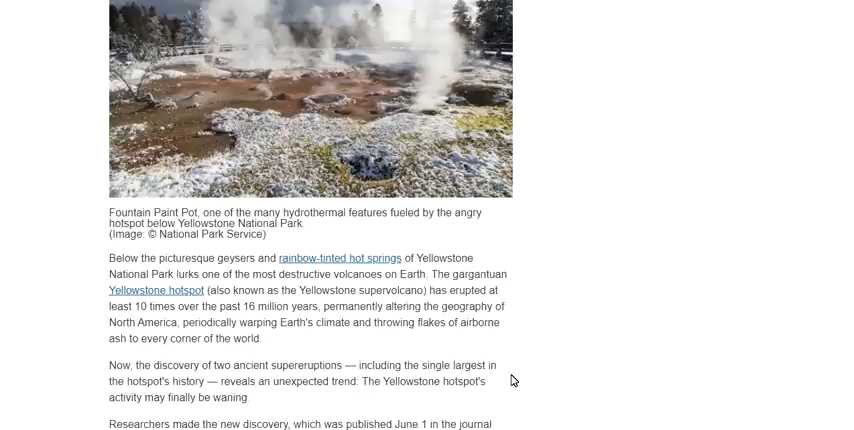 Fountain Paint Pot, one of the many hydrothermal features fueled by the angry
hotspot below Yellowstone National Park.
(Image: © National Park Service)
Below the picturesque geysers and rainbow-tinted hot springs of Yellowstone
National Park lurks one of the most destructive volcanoes on Earth. The gargantuan
Yellowstone hotspot (also known as the Yellowstone supervolcano) has erupted at
least 10 times over the past 16 million years, permanently altering the geography of
North America, periodically warping Earth's climate and throwing flakes of airborne
ash to every corner of the world.
Now, the discovery of two ancient supereruptions — including the single largest in
the hotspot's history — reveals an unexpected trend: The Yellowstone hotspot's
activity may finally be waning.
Researchers made the new discovery, which was published June 1 in the journal